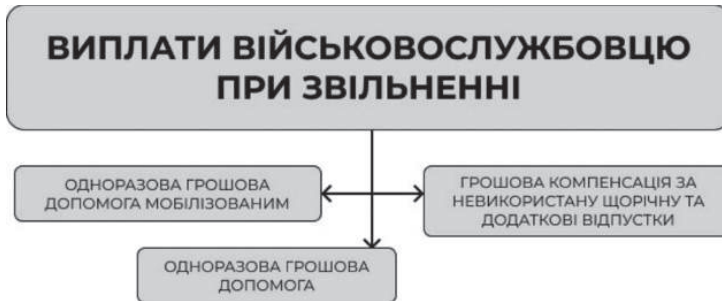 ВИПЛАТИ ВІЙСЬКОВОСЛУЖБОВЦЮ
ПРИ ЗВІЛЬНЕННІ
ОДНОРАЗОВА ГРОШОВА
ДОПОМОГА МОБІЛІЗОВАНИМ
ГРОШОВА КОМПЕНСАЦІЯ ЗА
НЕВИКОРИСТАНУ ЩОРІЧНУ ТА
ДОДАТКОВІ ВІДПУСТКИ
ОДНОРАЗОВА ГРОШОВА
ДОПОМОГА